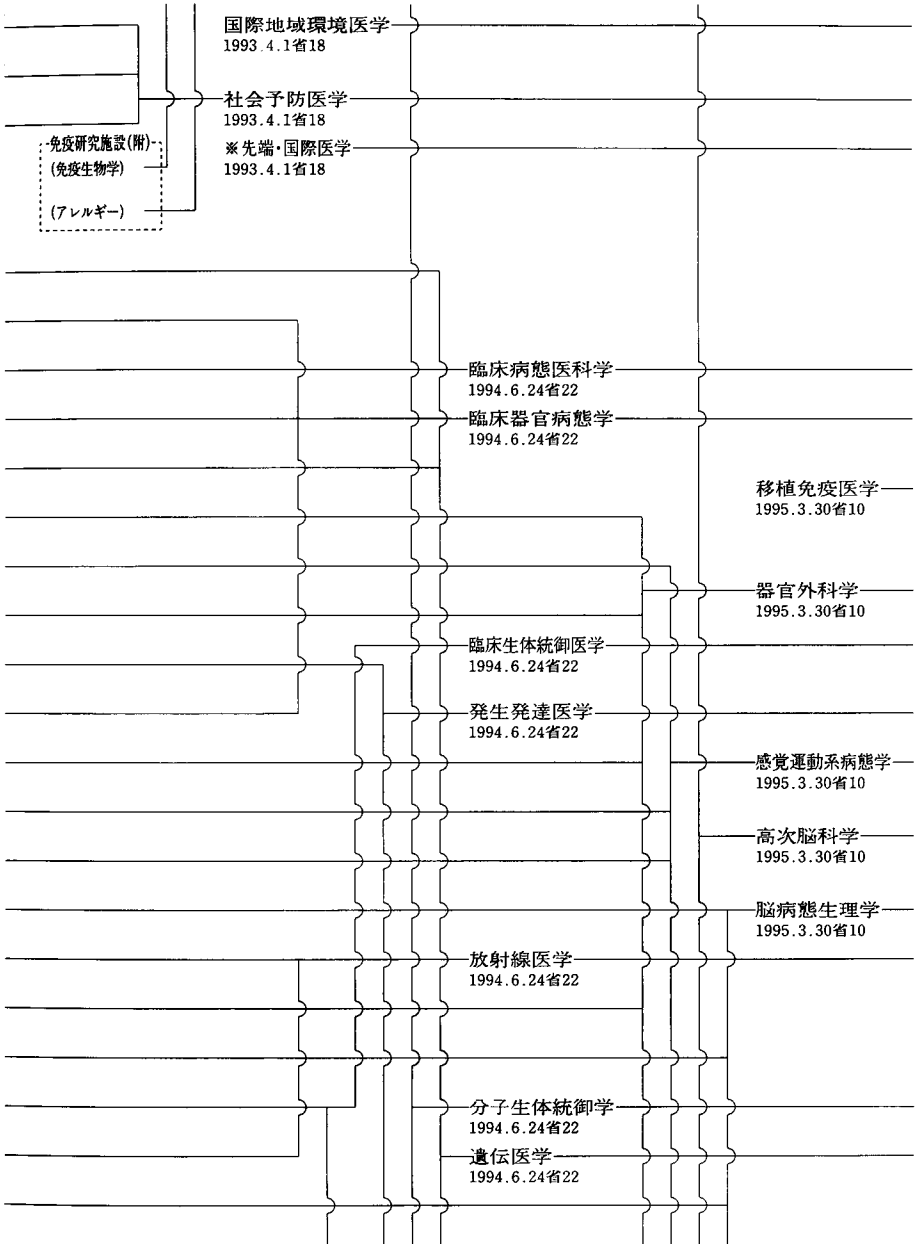 国際地域環境医学
1993.4.1省18
社会予防医学
1993.4.1省18
免疫研究施設(附)
(免疫生物学)
(アレルギー)
※先端・国際医学
1993.4.1省18
臨床病態医科学
1994.6.24省22
臨床器官病態学
1994.6.24省22
移植免疫医学
1995.3.30省10
器官外科学
1995.3.30省10
臨床生体統御医学
1994.6.24省22
発生発達医学
1994.6.24省22
感覚運動系病態学
1995.3.30省10
高次脳科学
1995.3.30省10
脳病態生理学
1995.3.30省10
放射線医学
1994.6.24省22
分子生体統御学
1994.6.24省22
遺伝医学
1994.6.24省22